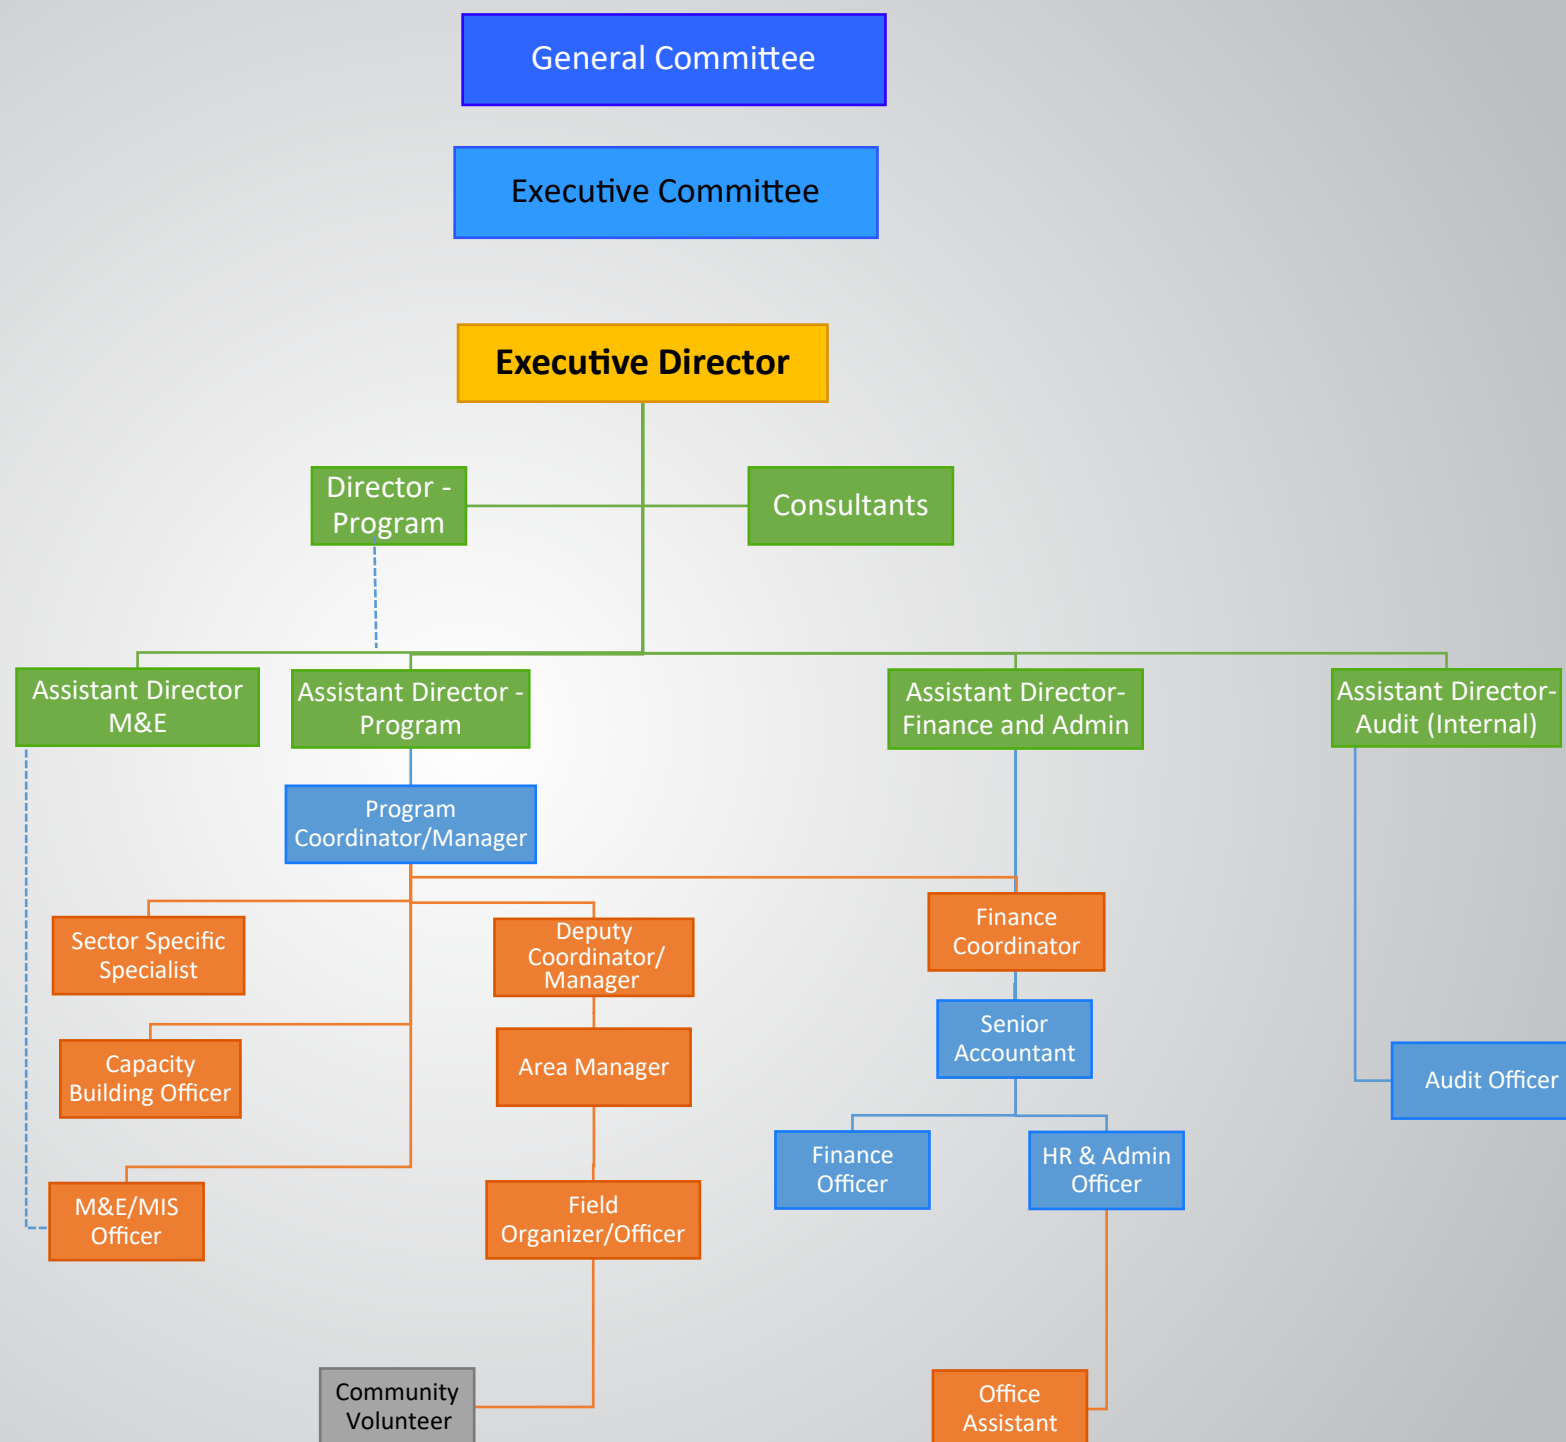 General Committee
Executive Committee
Executive Director
Director -
Program
Consultants
Assistant Director
M&E
Assistant Director -
Program
Assistant Director-
Finance and Admin
Assistant Director-
Audit (Internal)
Program
Coordinator/Manager
Sector Specific
Specialist
Deputy
Coordinator/
Manager
Finance
Coordinator
Capacity
Building Officer
Area Manager
Senior
Accountant
Audit Officer
Finance
Officer
HR & Admin
Officer
M&E/MIS
Officer
Field
Organizer/Officer
Community
Volunteer
Office
Assistant